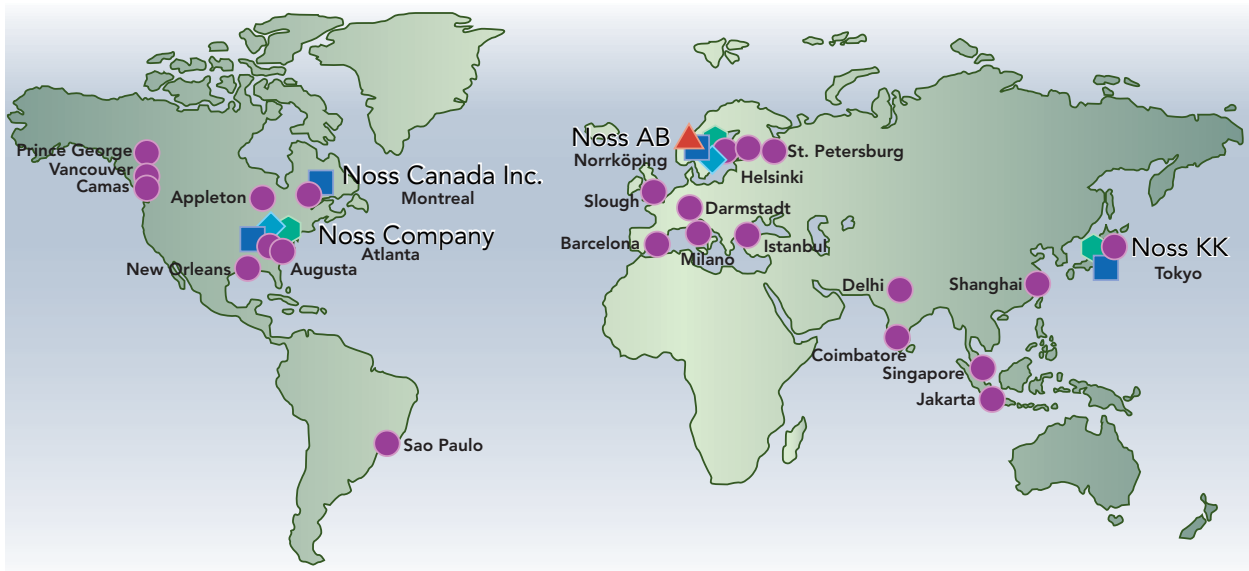 Prince George
Vancouver
Camas
Appleton
Noss Canada Inc.
Montreal
Noss Company
Atlanta
New Orleans
Augusta
Sao Paulo
Noss AB
Norrköping
St. Petersburg
Helsinki
Slough
Darmstadt
Barcelona
Milano
Istanbul
Delhi
Shanghai
Coimbatore
Singapore
Jakarta
Noss KK
Tokyo